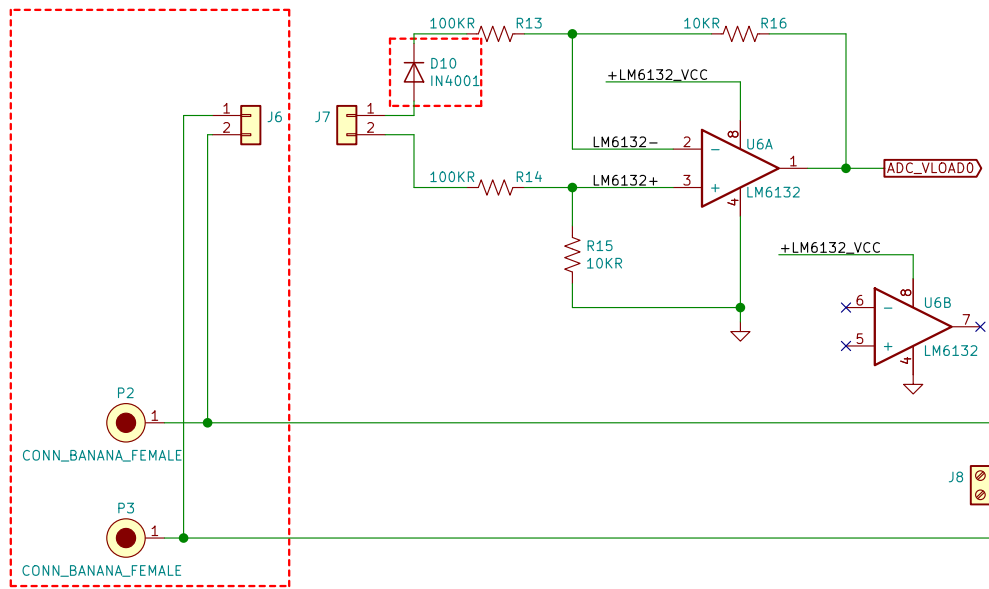 100KR R13
10KR R16
D10
IN4001
+LM6132_VCC
1
2
J6
J7
1
2
LM6132-
2
8
U6A
-
1
ADC_VLOAD0
100KR R14
LM6132+
3
+
4
LM6132
R15
10KR
+LM6132_VCC
8
U6B
6
-
7
5
+
4
LM6132
P2
1
CONN_BANANA_FEMALE
J8
P3
1
CONN_BANANA_FEMALE